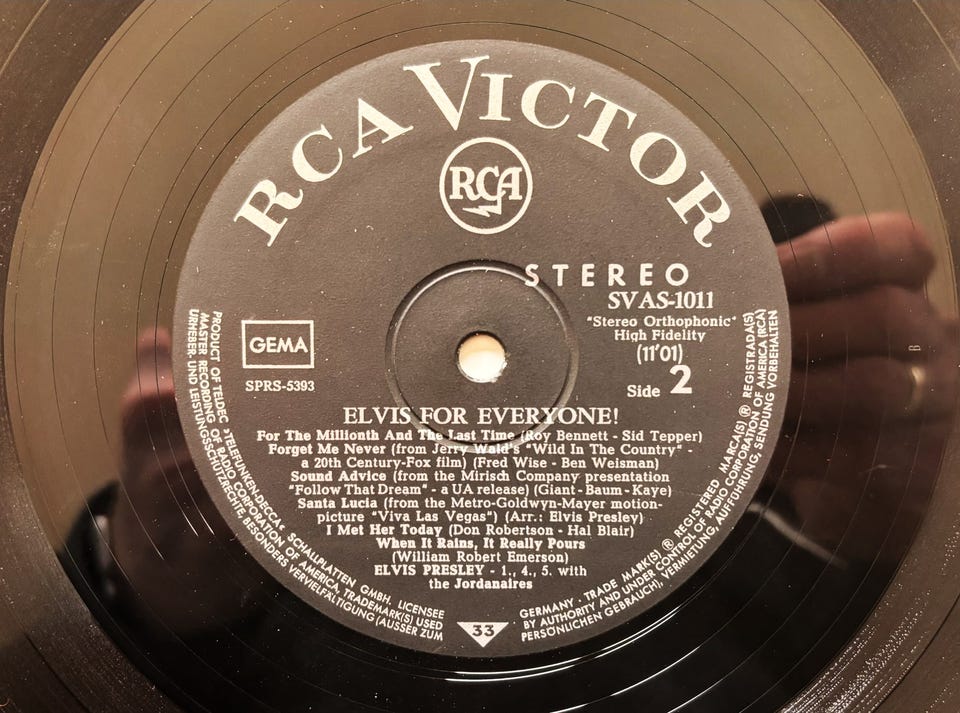 RCA VICTOR
RCA
STEREO
SVAS-1011
"Stereo Orthophonic"
High Fidelity
(11'01)
Side 2
GEMA
SPRS-5393
ELVIS FOR EVERYONE!
For The Millionth And The Last Time (Roy Bennett - Sid Tepper)
Forget Me Never (from Jerry Wald's "Wild In The Country" -
a 20th Century-Fox film) (Fred Wise - Ben Weisman)
Sound Advice (from the Mirisch Company presentation
"Follow That Dream" - a UA release) (Giant - Baum - Kaye)
Santa Lucia (from the Metro-Goldwyn-Mayer motion-
picture "Viva Las Vegas") (Arr.: Elvis Presley)
I Met Her Today (Don Robertson - Hal Blair)
When It Rains, It Really Pours
(William Robert Emerson)
ELVIS PRESLEY - 1., 4., 5. with
the Jordanaires
PRODUCT OF TELDEC »TELEFUNKEN-DECCA« SCHALLPLATTEN GMBH, LICENSEE
MASTER RECORDING OF RADIO CORPORATION OF AMERICA, TRADEMARK(S) USED
URHEBER- UND LEISTUNGSSCHUTZRECHTE, BESONDERS VERVIELFÄLTIGUNG (AUSSER ZUM
33
GERMANY · TRADE MARK(S) ® REGISTERED MARCA(S) ® REGISTRADA(S)
BY AUTHORITY AND UNDER CONTROL OF RADIO CORPORATION OF AMERICA (RCA)
PERSÖNLICHEN GEBRAUCH), VERMIETUNG, AUFFÜHRUNG, SENDUNG VORBEHALTEN